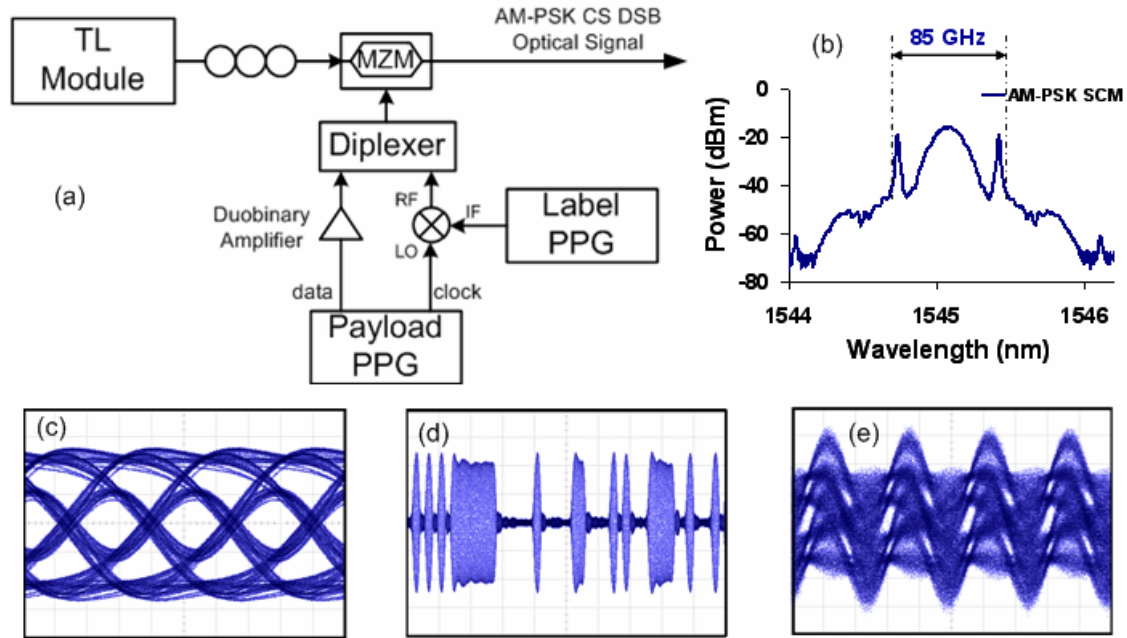 TL
Module
AM-PSK CS DSB
Optical Signal
MZM
Diplexer
(a)
Duobinary
Amplifier
RF
IF
LO
Label
PPG
data
clock
Payload
PPG
(b)
85 GHz
AM-PSK SCM
Power (dBm)
0
-20
-40
-60
-80
1544
1545
1546
Wavelength (nm)
(c)
(d)
(e)